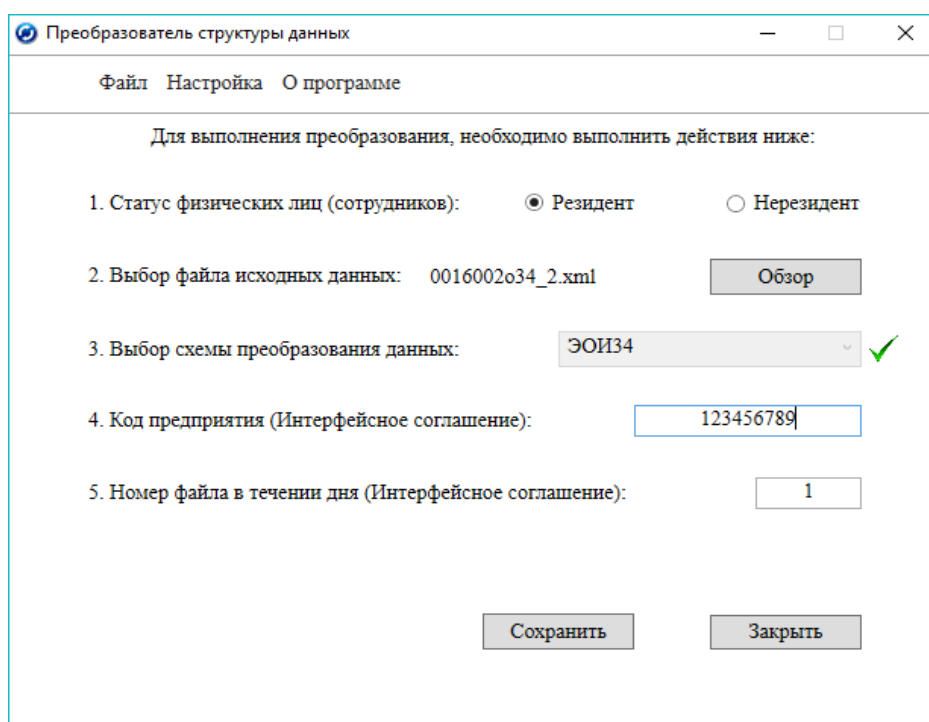 Преобразователь структуры данных
Файл Настройка О программе
Для выполнения преобразования, необходимо выполнить действия ниже:
1. Статус физических лиц (сотрудников): Резидент Нерезидент
2. Выбор файла исходных данных: 0016002о34_2.xml Обзор
3. Выбор схемы преобразования данных: ЭОИ34
4. Код предприятия (Интерфейсное соглашение): 123456789
5. Номер файла в течении дня (Интерфейсное соглашение): 1
Сохранить Закрыть